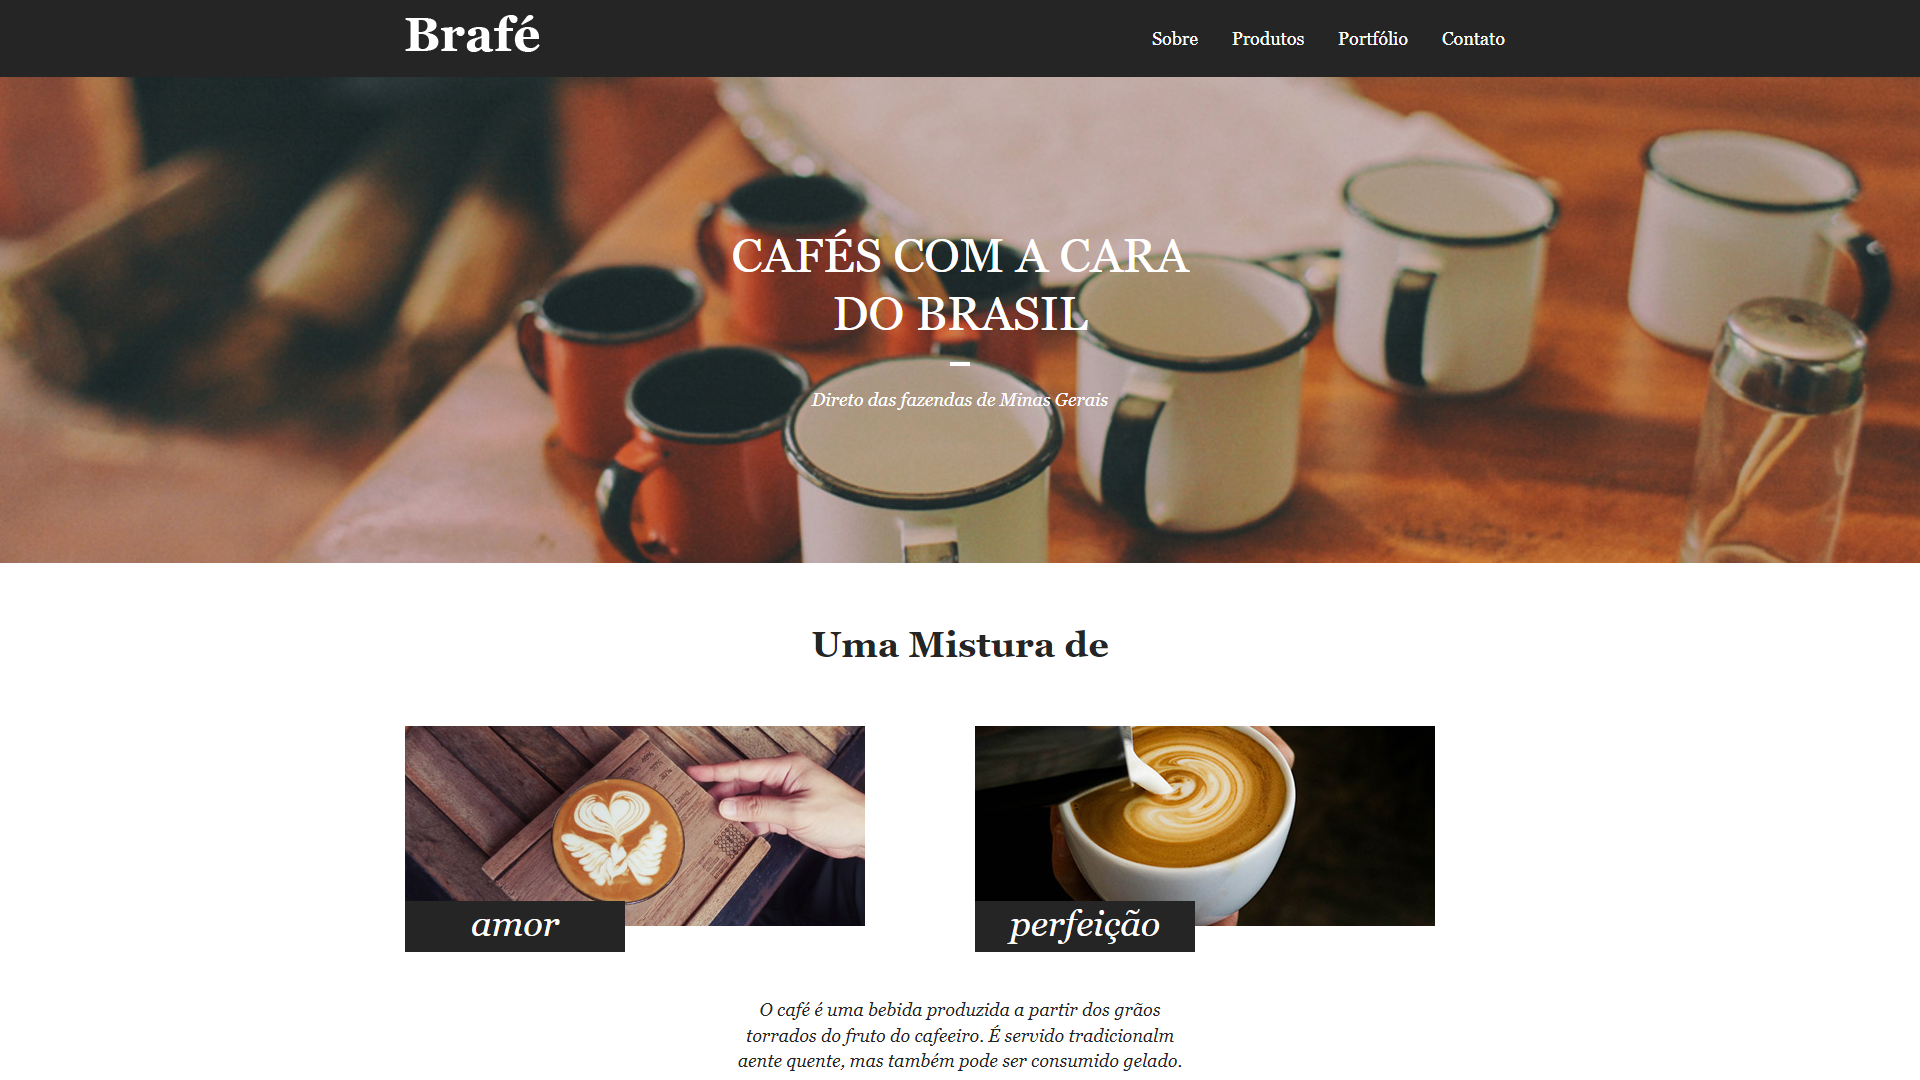 Brafé
Sobre Produtos Portfólio Contato
CAFÉS COM A CARA
DO BRASIL
Direto das fazendas de Minas Gerais
Uma Mistura de
amor
perfeição
O café é uma bebida produzida a partir dos grãos
torrados do fruto do cafeeiro. É servido tradicionalm
aente quente, mas também pode ser consumido gelado.